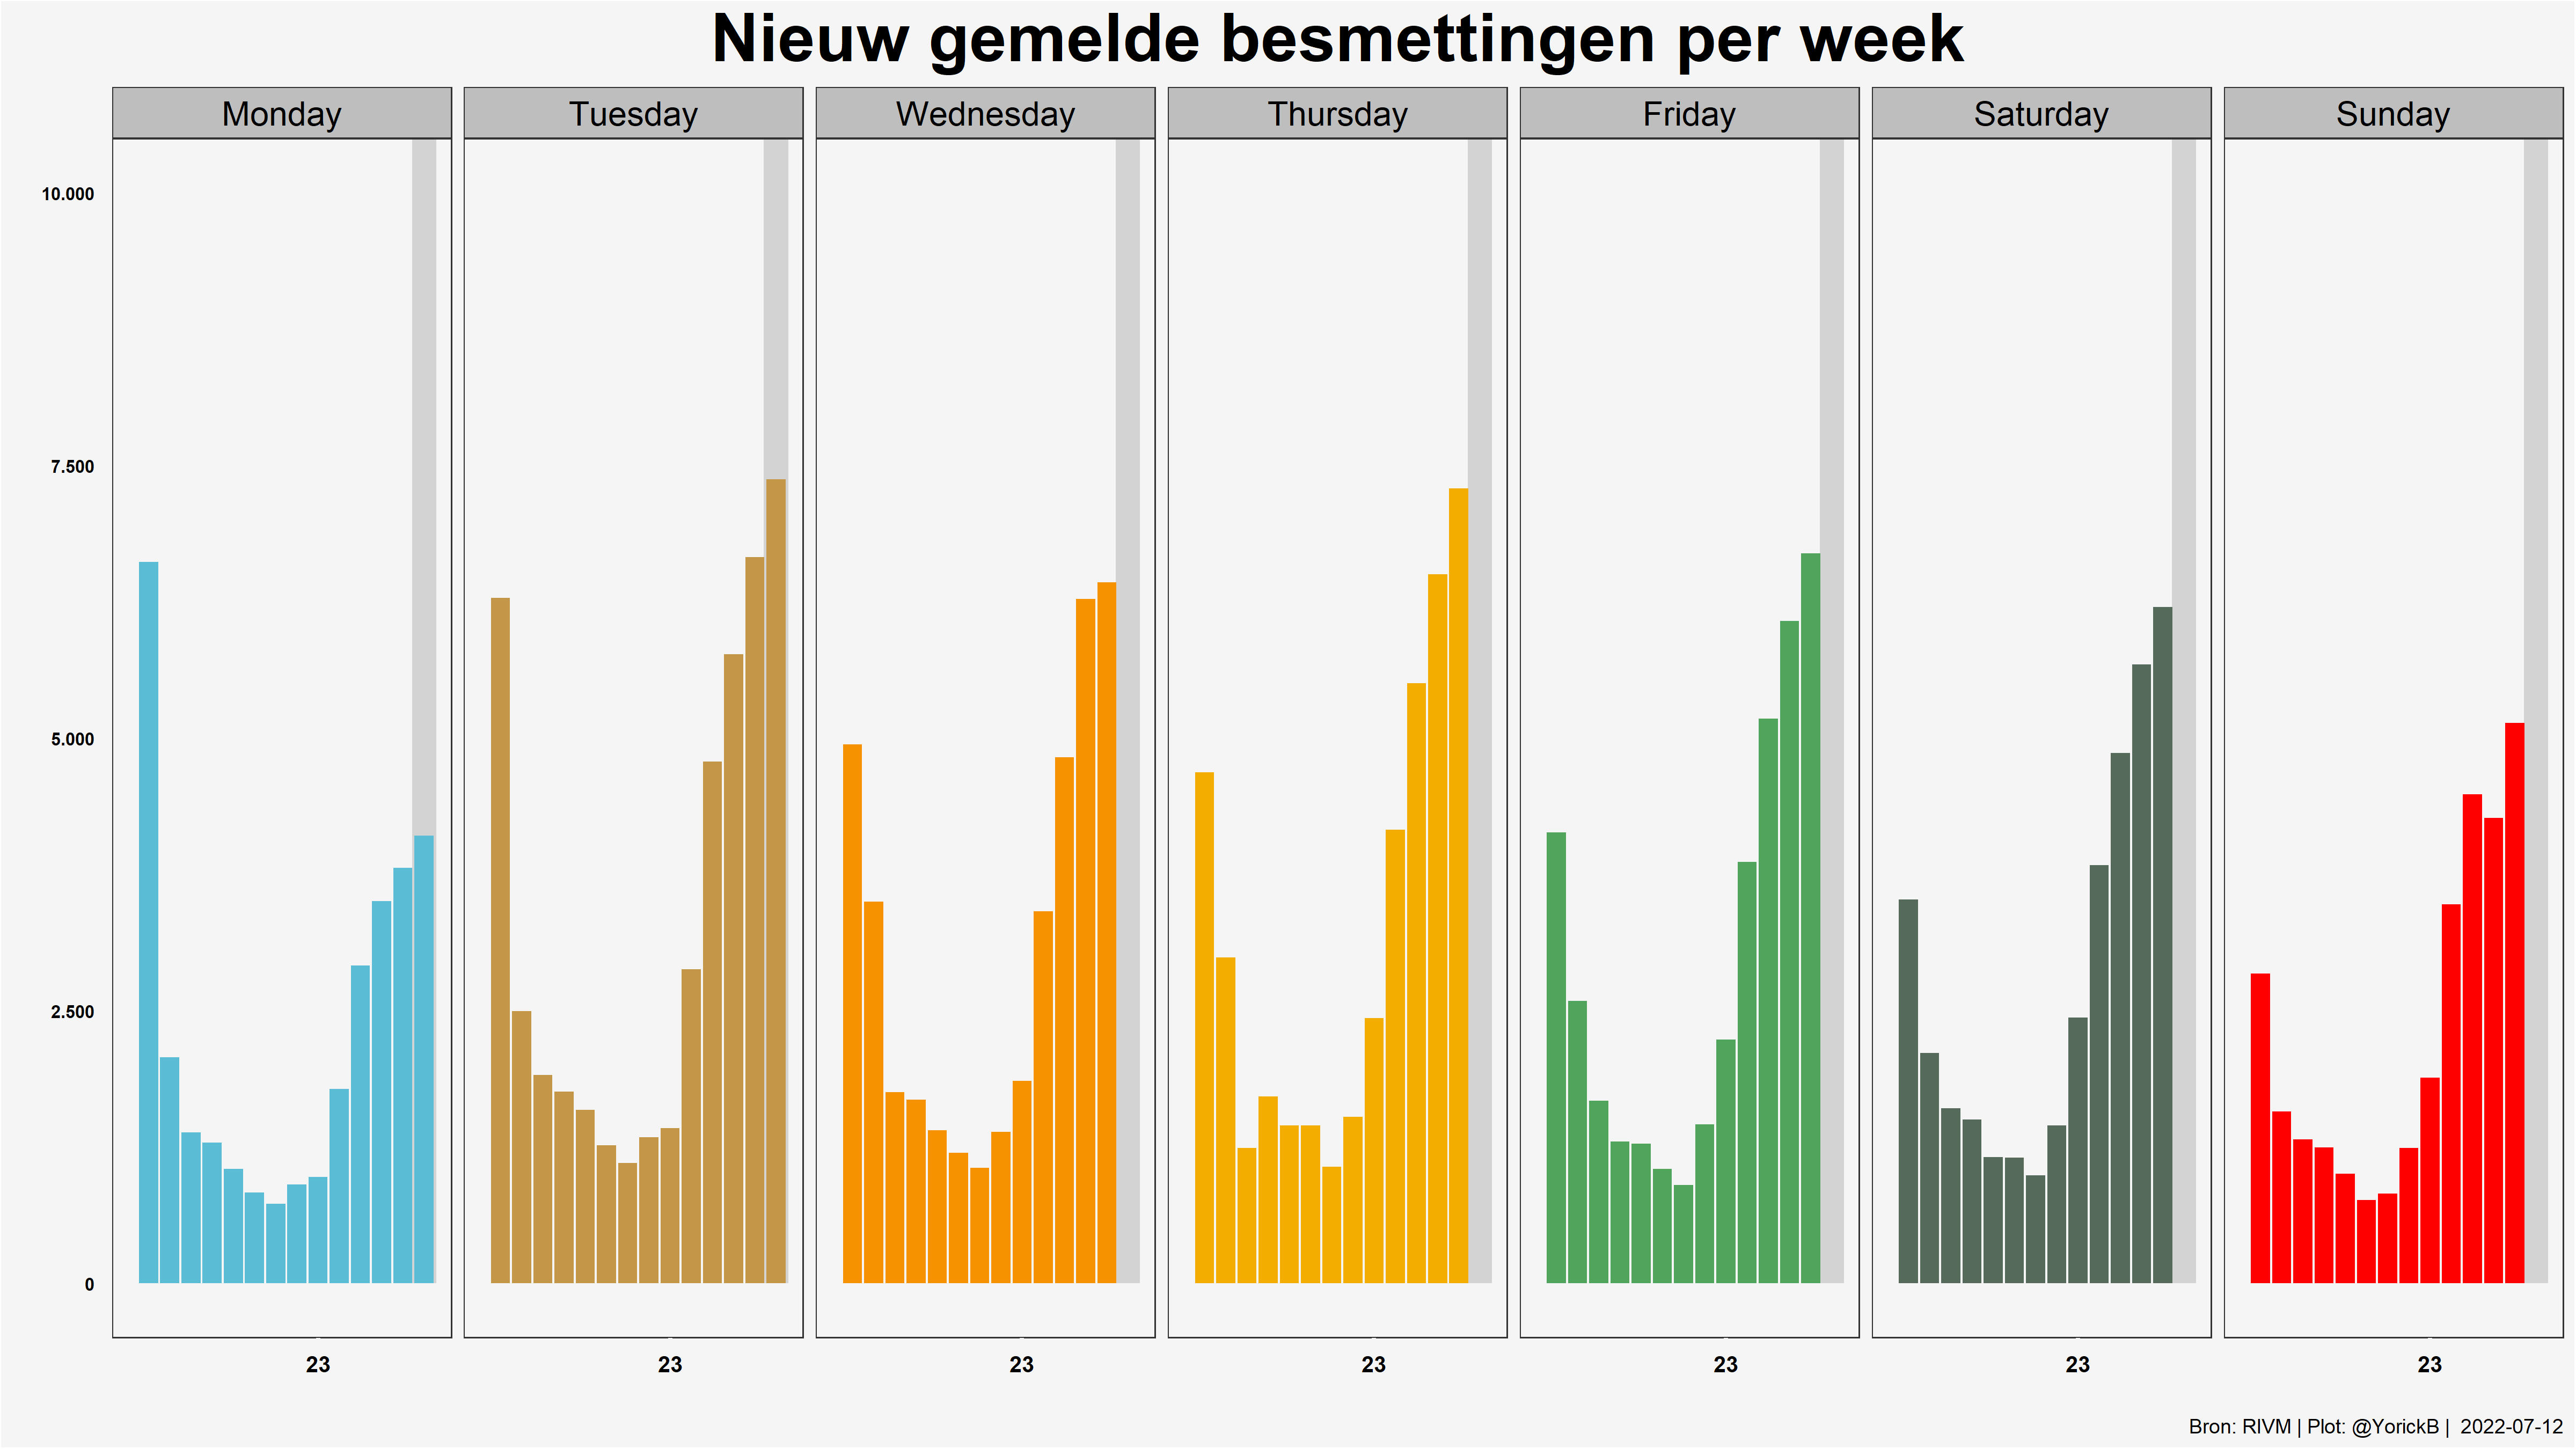 Nieuw gemelde besmettingen per week
Monday Tuesday Wednesday Thursday Friday Saturday Sunday
10.000
7.500
5.000
2.500
0
23 23 23 23 23 23 23
Bron: RIVM | Plot: @YorickB | 2022-07-12